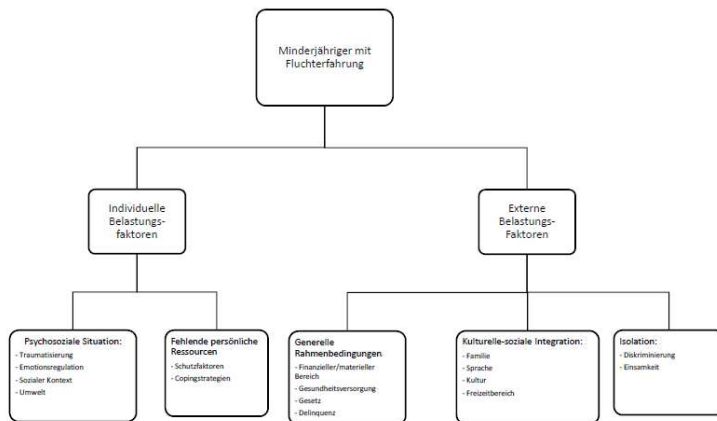 Minderjähriger mit
Fluchterfahrung
Individuelle
Belastungs-
faktoren
Externe
Belastungs-
Faktoren
Psychosoziale Situation:
- Traumatisierung
- Emotionsregulation
- Sozialer Kontext
- Umwelt
Fehlende persönliche
Ressourcen
- Schutzfaktoren
- Copingstrategien
Generelle
Rahmenbedingungen
- Finanzieller/materieller
Bereich
- Gesundheitsversorgung
- Gesetz
- Delinquenz
Kulturelle-soziale Integration:
- Familie
- Sprache
- Kultur
- Freizeitbereich
Isolation:
- Diskriminierung
- Einsamkeit